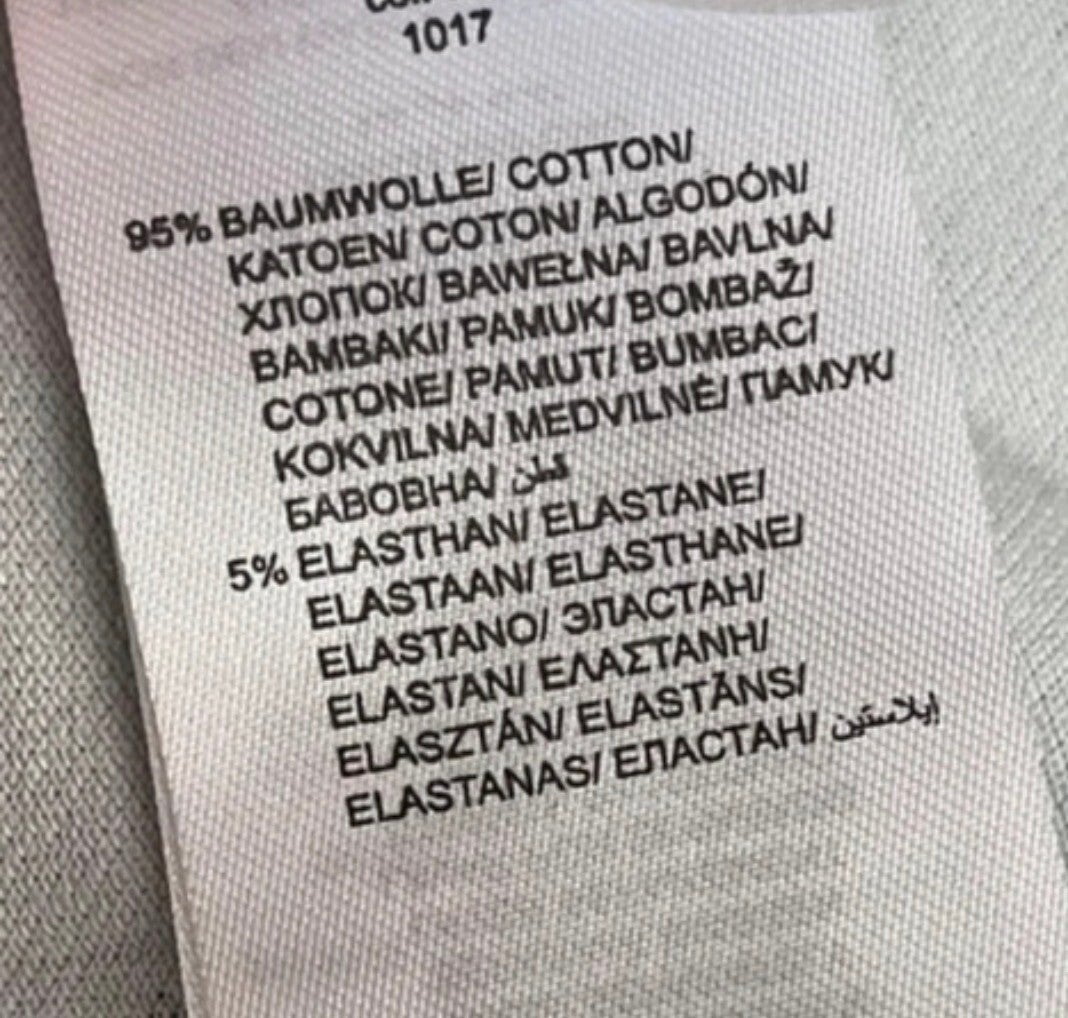 1017
95% BAUMWOLLE/ COTTON/
KATOEN/ COTON/ ALGODÓN/
ХЛОПОК/ BAWEŁNA/ BAVLNA/
BAMBAKI/ PAMUK/ BOMBAŽ/
COTONE/ PAMUT/ BUMBAC/
KOKVILNA/ MEDVILNĖ/ ПАМУК/
БАВОВНА/ قطن
5% ELASTHAN/ ELASTANE/
ELASTAAN/ ELASTHANE/
ELASTANO/ ЭЛАСТАН/
ELASTAN/ ΕΛΑΣΤΑΝΗ/
ELASZTÁN/ ELASTĀNS/
ELASTANAS/ ЕЛАСТАН/ إيلاستين